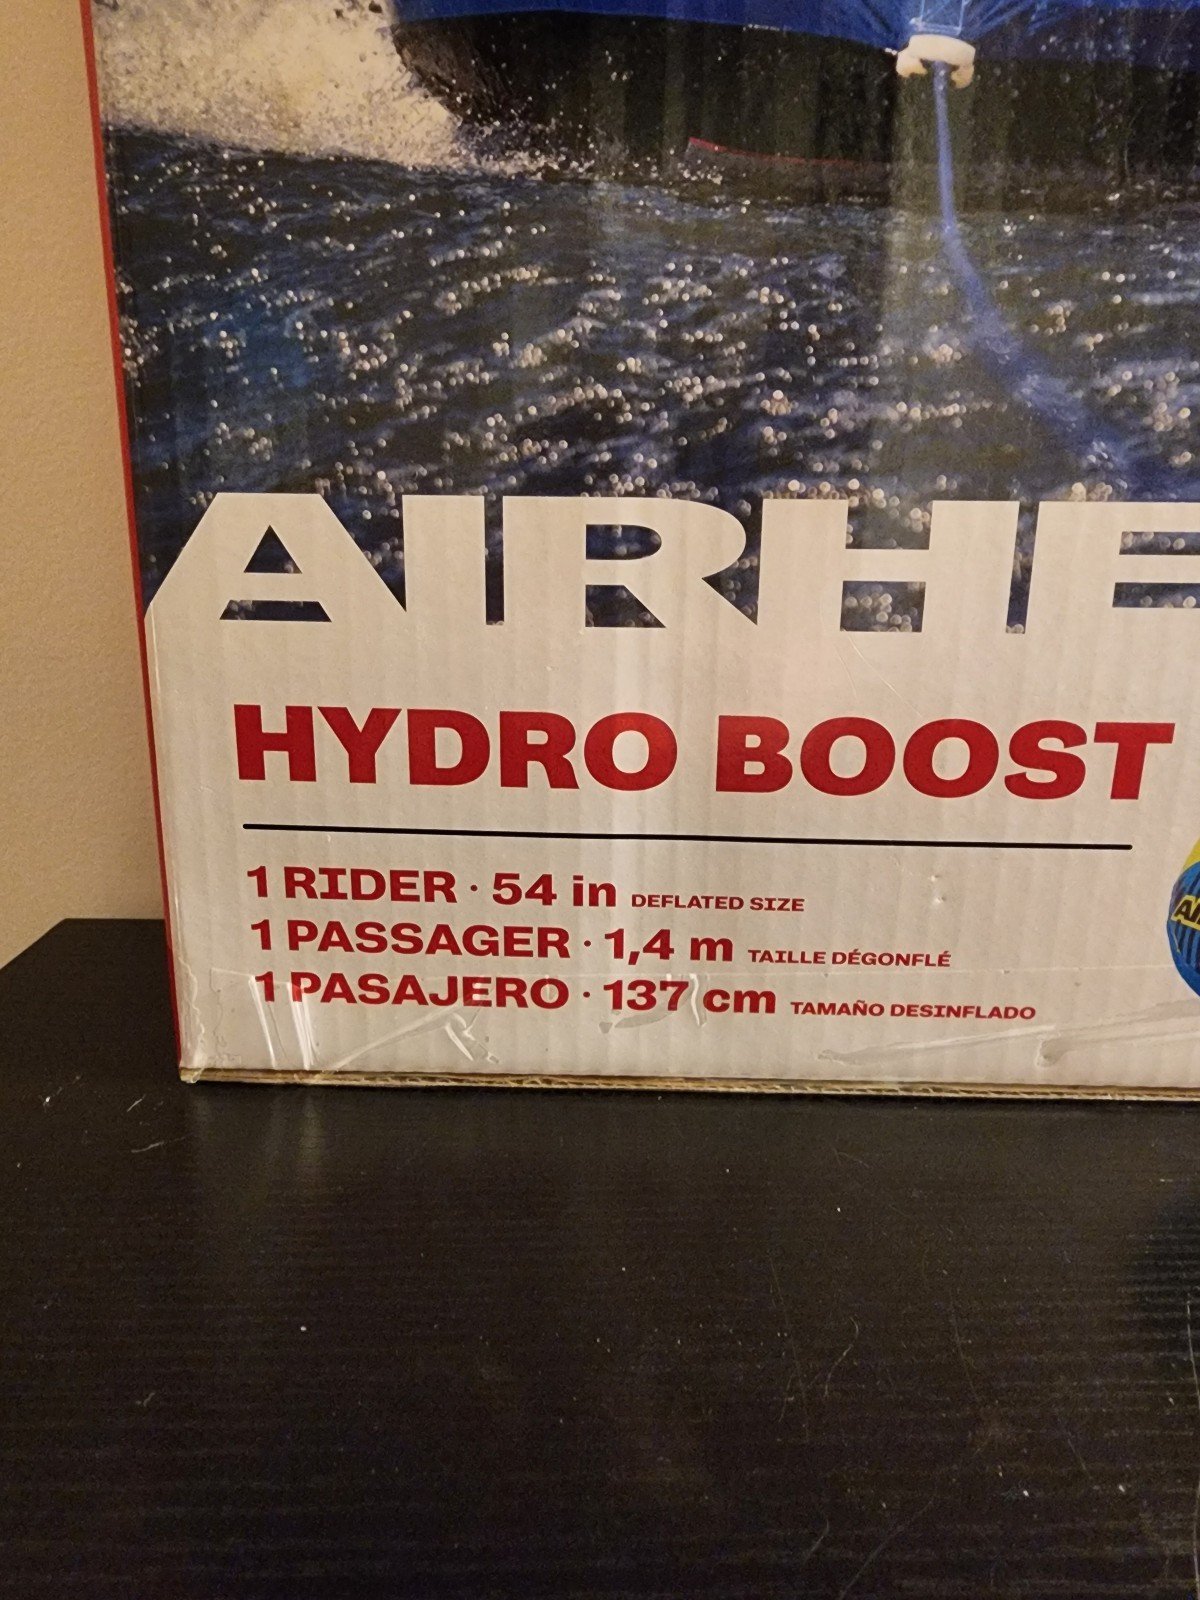 AIRHE
HYDRO BOOST
1 RIDER · 54 in DEFLATED SIZE
1 PASSAGER · 1,4 m TAILLE DÉGONFLÉ
1 PASAJERO · 137 cm TAMAÑO DESINFLADO